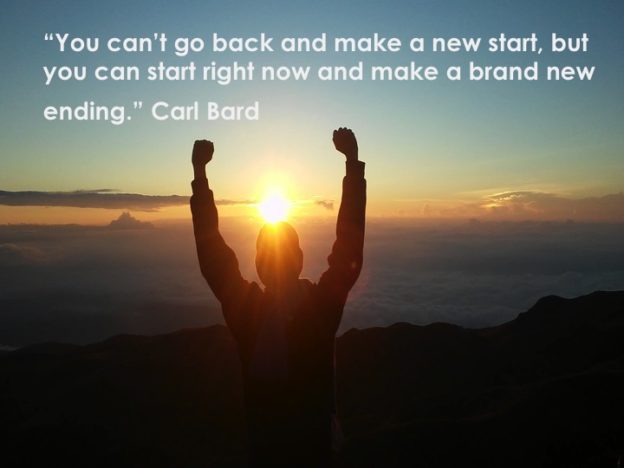 “You can’t go back and make a new start, but
you can start right now and make a brand new
ending.” Carl Bard